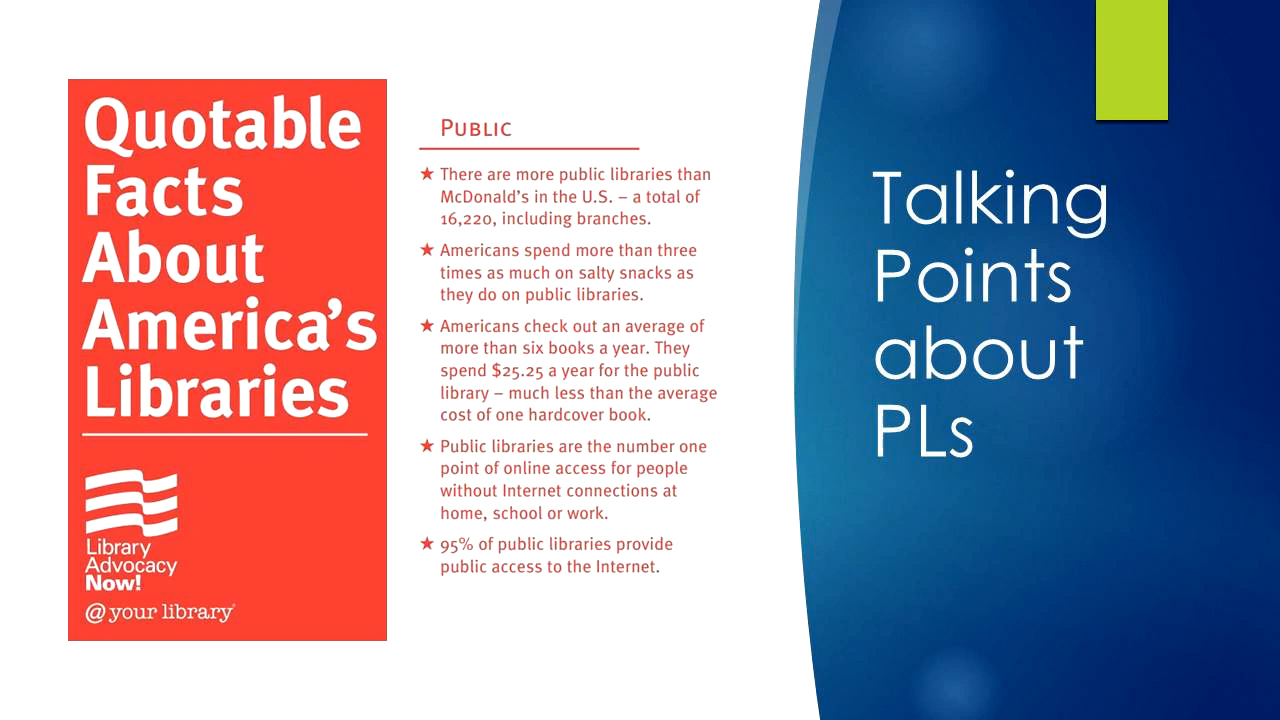 Quotable
Facts
About
America's
Libraries
Library
Advocacy
Now!
@ your library®
PUBLIC
★ There are more public libraries than
McDonald's in the U.S. – a total of
16,220, including branches.
★ Americans spend more than three
times as much on salty snacks as
they do on public libraries.
★ Americans check out an average of
more than six books a year. They
spend $25.25 a year for the public
library – much less than the average
cost of one hardcover book.
★ Public libraries are the number one
point of online access for people
without Internet connections at
home, school or work.
★ 95% of public libraries provide
public access to the Internet.
Talking
Points
about
PLs